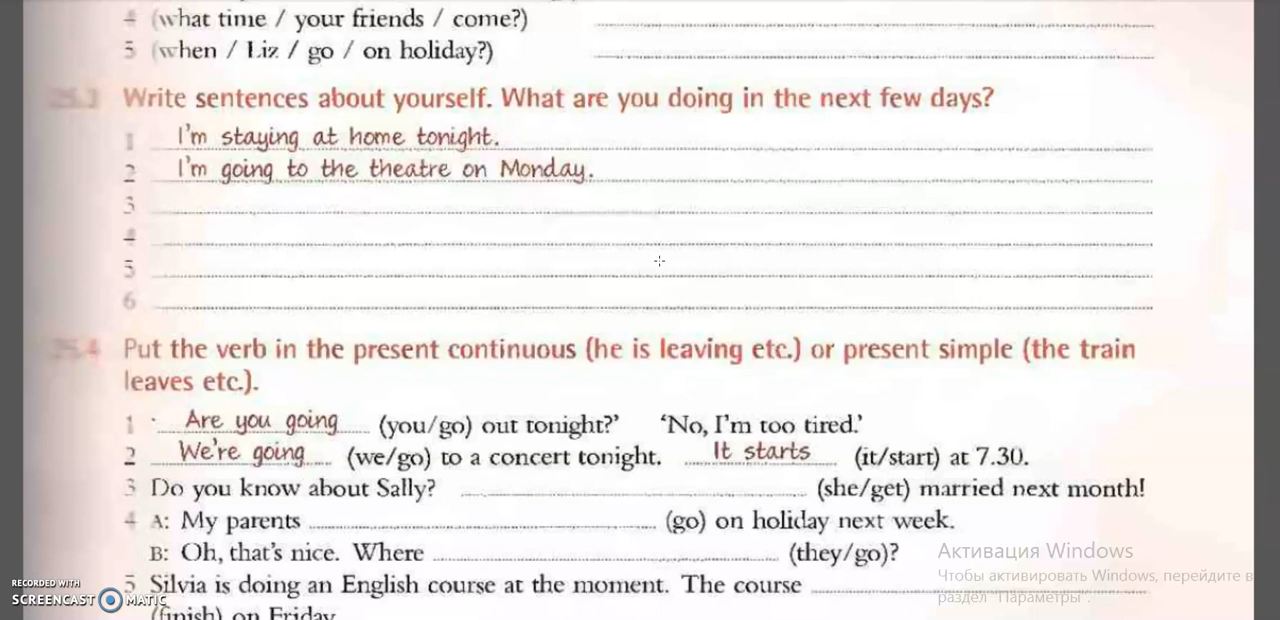 4 (what time / your friends / come?)
5 (when / Liz / go / on holiday?)
25.3 Write sentences about yourself. What are you doing in the next few days?
1 I'm staying at home tonight.
2 I'm going to the theatre on Monday.
3
4
5
6
25.4 Put the verb in the present continuous (he is leaving etc.) or present simple (the train
leaves etc.).
1 ' Are you going (you/go) out tonight?' 'No, I'm too tired.'
2 We're going (we/go) to a concert tonight. It starts (it/start) at 7.30.
3 Do you know about Sally? (she/get) married next month!
4 A: My parents (go) on holiday next week.
B: Oh, that's nice. Where (they/go)?
5 Silvia is doing an English course at the moment. The course
(finish) on Friday.
Активация Windows
Чтобы активировать Windows, перейдите в
раздел "Параметры".
RECORDED WITH
SCREENCAST MATIC